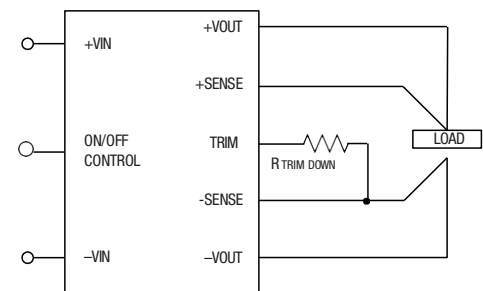 +VOUT
+VIN
+SENSE
ON/OFF
CONTROL
TRIM
LOAD
R TRIM DOWN
-SENSE
–VIN
–VOUT